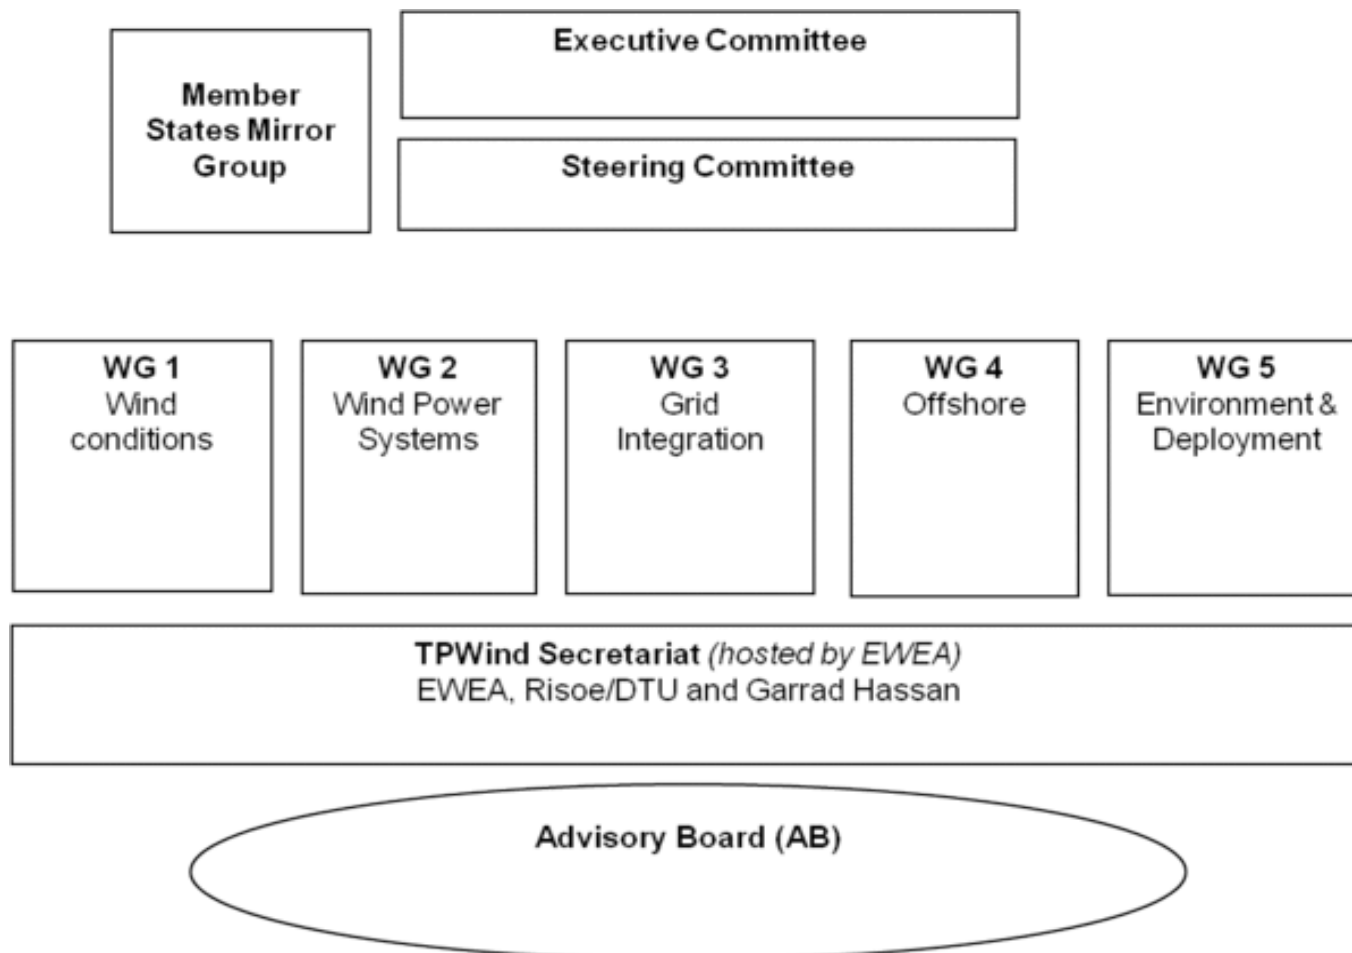 Member
States Mirror
Group
Executive Committee
Steering Committee
WG 1
Wind
conditions
WG 2
Wind Power
Systems
WG 3
Grid
Integration
WG 4
Offshore
WG 5
Environment &
Deployment
TPWind Secretariat (hosted by EWEA)
EWEA, Risoe/DTU and Garrad Hassan
Advisory Board (AB)